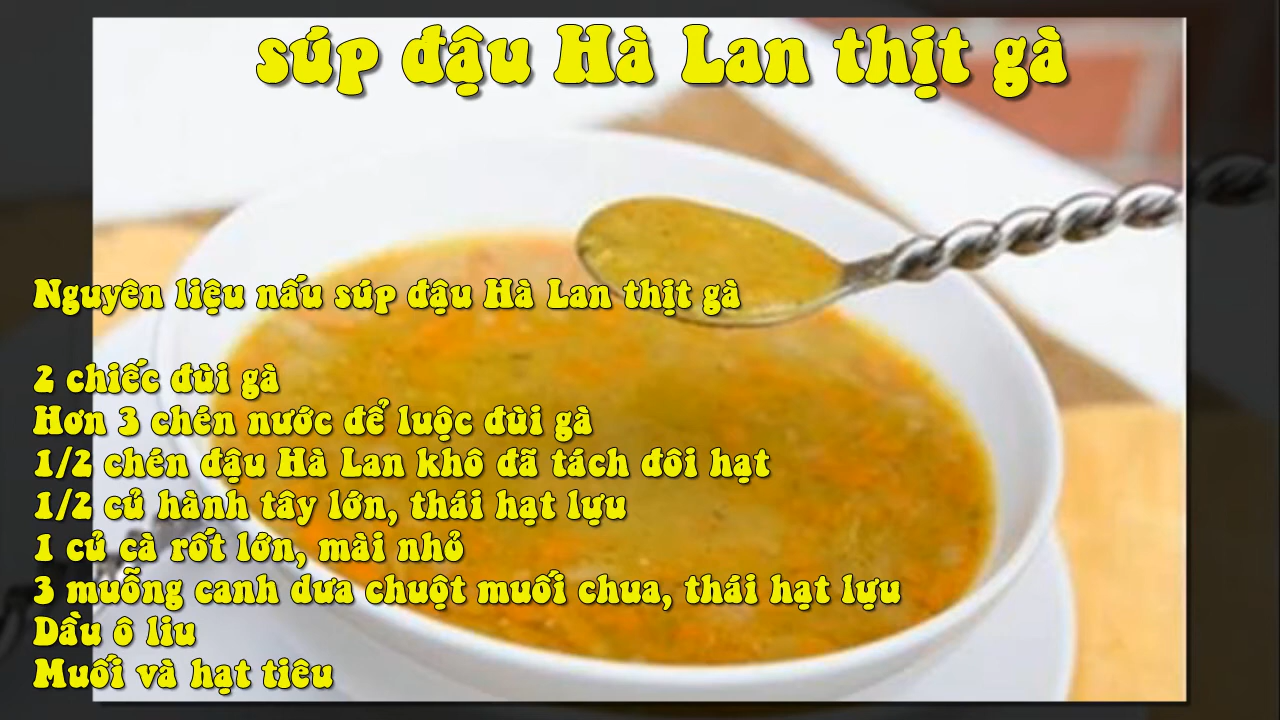 súp đậu Hà Lan thịt gà
Nguyên liệu nấu súp đậu Hà Lan thịt gà
2 chiếc đùi gà
Hơn 3 chén nước để luộc đùi gà
1/2 chén đậu Hà Lan khô đã tách đôi hạt
1/2 củ hành tây lớn, thái hạt lựu
1 củ cà rốt lớn, mài nhỏ
3 muỗng canh dưa chuột muối chua, thái hạt lựu
Dầu ô liu
Muối và hạt tiêu